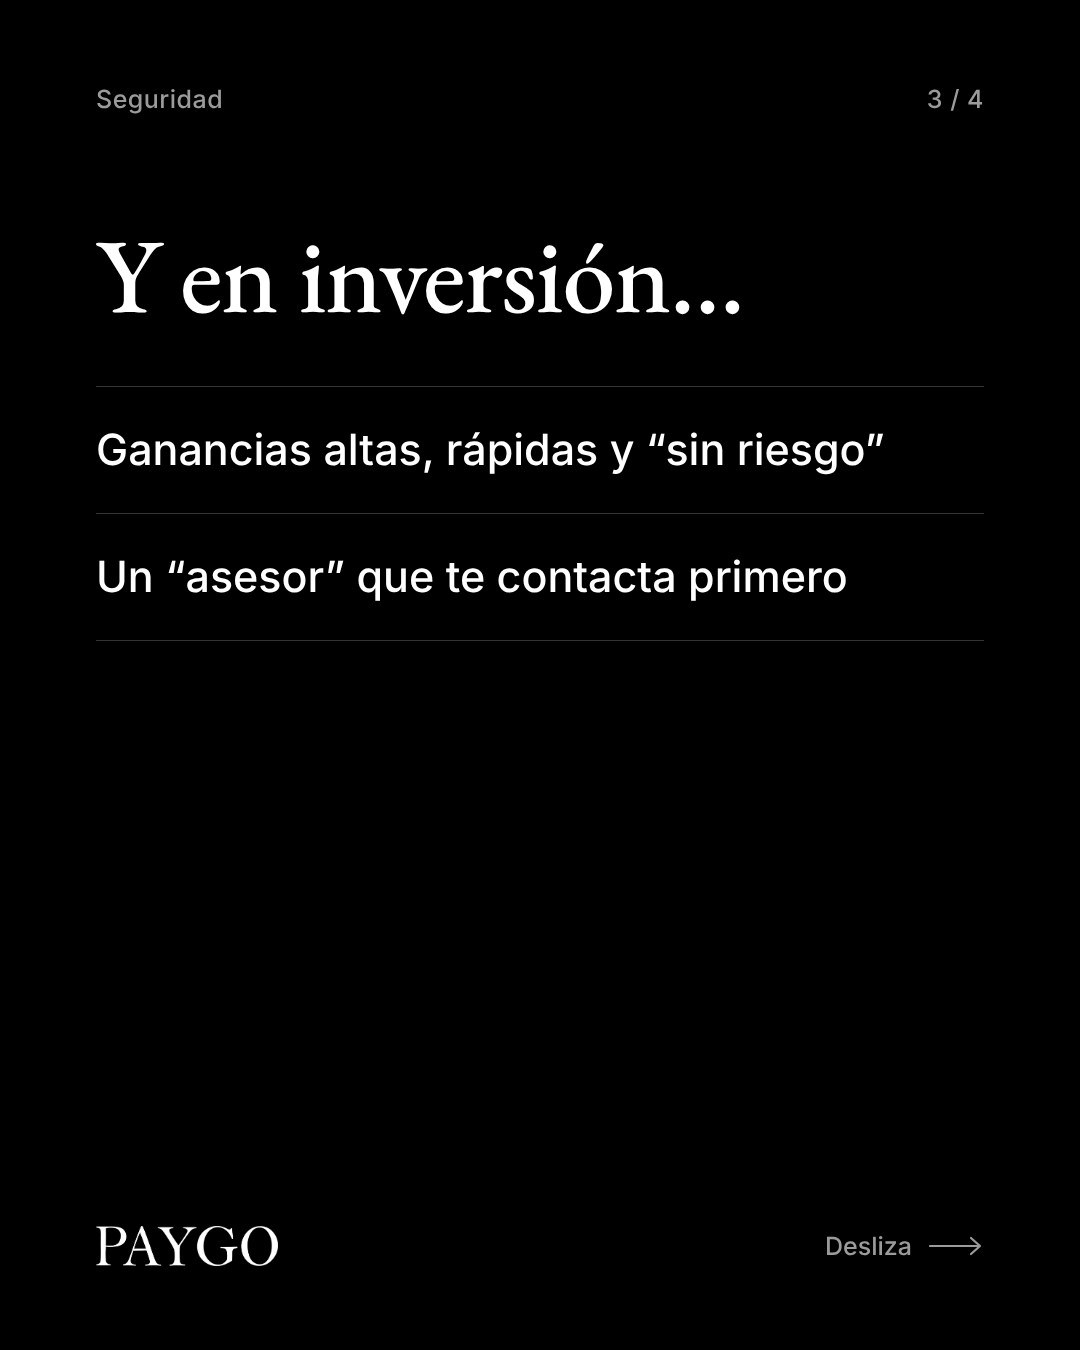 Seguridad
3 / 4
Y en inversión...
Ganancias altas, rápidas y “sin riesgo”
Un “asesor” que te contacta primero
PAYGO
Desliza →